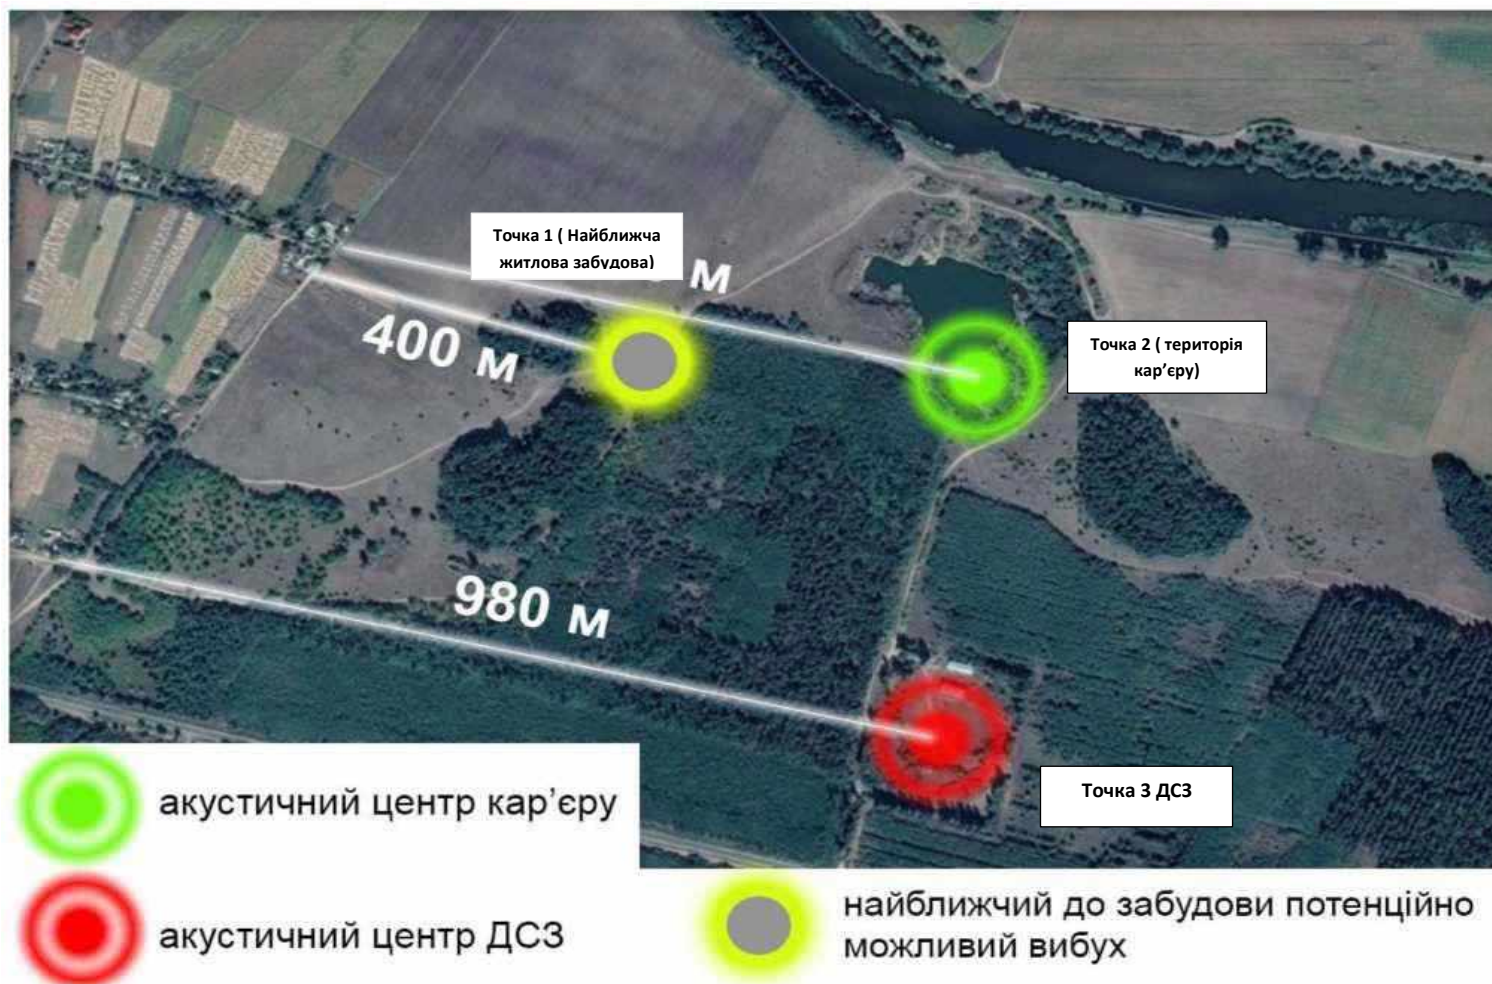 Точка 1 ( Найближча
житлова забудова)
м
400 м
Точка 2 ( територія
кар’єру)
980 м
Точка 3 ДСЗ
акустичний центр кар’єру
акустичний центр ДСЗ
найближчий до забудови потенційно
можливий вибух